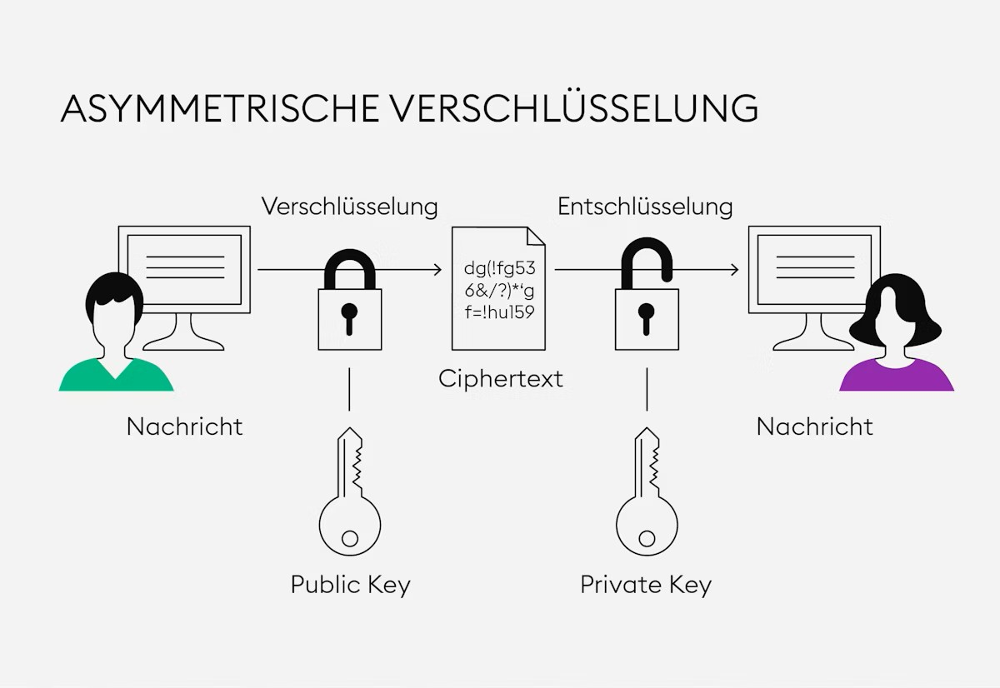 ASYMMETRISCHE VERSCHLÜSSELUNG
Verschlüsselung
Entschlüsselung
dg(!fg53
6&/?)*‘g
f=!hu159
Ciphertext
Nachricht
Nachricht
Public Key
Private Key